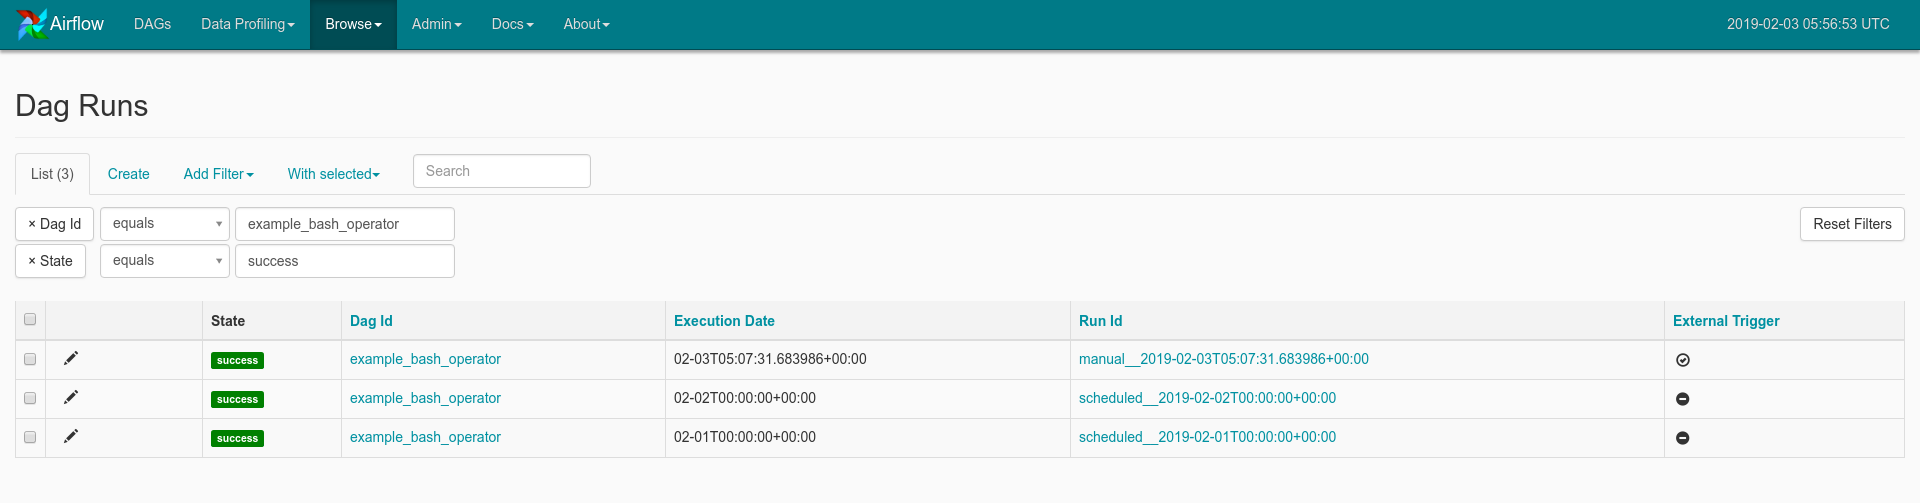 Airflow DAGs Data Profiling Browse Admin Docs About 2019-02-03 05:56:53 UTC
Dag Runs
List (3) Create Add Filter With selected Search
× Dag Id equals example_bash_operator Reset Filters
× State equals success
State Dag Id Execution Date Run Id External Trigger
success example_bash_operator 02-03T05:07:31.683986+00:00 manual__2019-02-03T05:07:31.683986+00:00
success example_bash_operator 02-02T00:00:00+00:00 scheduled__2019-02-02T00:00:00+00:00
success example_bash_operator 02-01T00:00:00+00:00 scheduled__2019-02-01T00:00:00+00:00